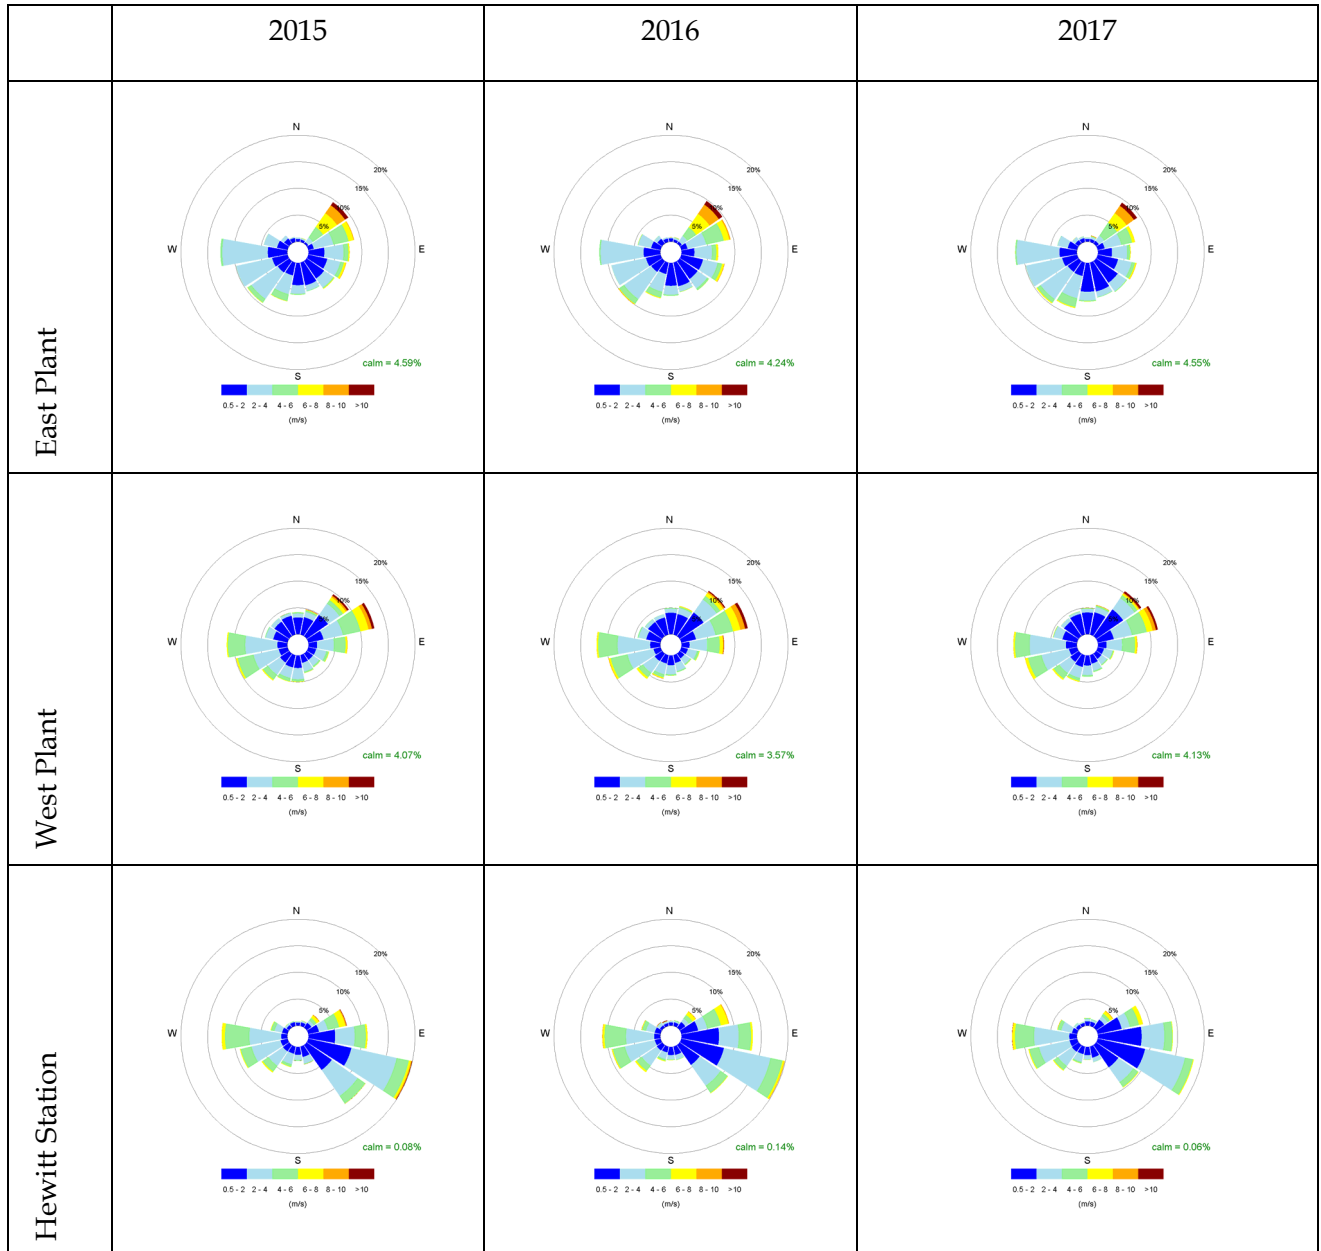 2015 2016 2017
East Plant
N
20%
15%
10%
5%
W E
calm = 4.59%
S
0.5 - 2 2 - 4 4 - 6 6 - 8 8 - 10 >10
(m/s)
N
20%
15%
10%
5%
W E
calm = 4.24%
S
0.5 - 2 2 - 4 4 - 6 6 - 8 8 - 10 >10
(m/s)
N
20%
15%
10%
5%
W E
calm = 4.55%
S
0.5 - 2 2 - 4 4 - 6 6 - 8 8 - 10 >10
(m/s)
West Plant
N
20%
15%
10%
5%
W E
calm = 4.07%
S
0.5 - 2 2 - 4 4 - 6 6 - 8 8 - 10 >10
(m/s)
N
20%
15%
10%
5%
W E
calm = 3.57%
S
0.5 - 2 2 - 4 4 - 6 6 - 8 8 - 10 >10
(m/s)
N
20%
15%
10%
5%
W E
calm = 4.13%
S
0.5 - 2 2 - 4 4 - 6 6 - 8 8 - 10 >10
(m/s)
Hewitt Station
N
20%
15%
10%
5%
W E
calm = 0.08%
S
0.5 - 2 2 - 4 4 - 6 6 - 8 8 - 10 >10
(m/s)
N
20%
15%
10%
5%
W E
calm = 0.14%
S
0.5 - 2 2 - 4 4 - 6 6 - 8 8 - 10 >10
(m/s)
N
20%
15%
10%
5%
W E
calm = 0.06%
S
0.5 - 2 2 - 4 4 - 6 6 - 8 8 - 10 >10
(m/s)